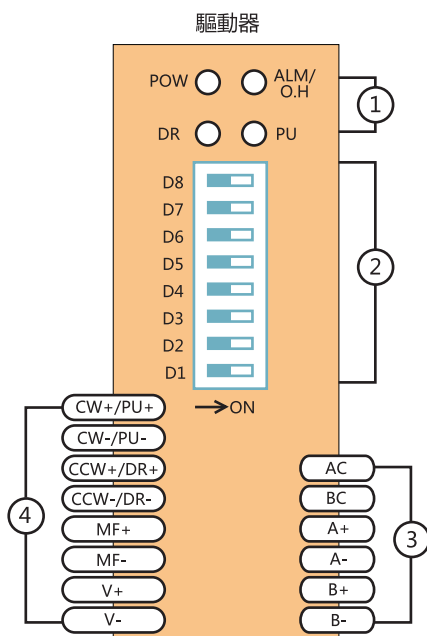 驅動器
POW
ALM/
O.H
DR
PU
1
D8
D7
D6
D5
D4
D3
D2
D1
2
→ON
CW+/PU+
CW-/PU-
CCW+/DR+
CCW-/DR-
MF+
MF-
V+
V-
4
AC
BC
A+
A-
B+
B-
3